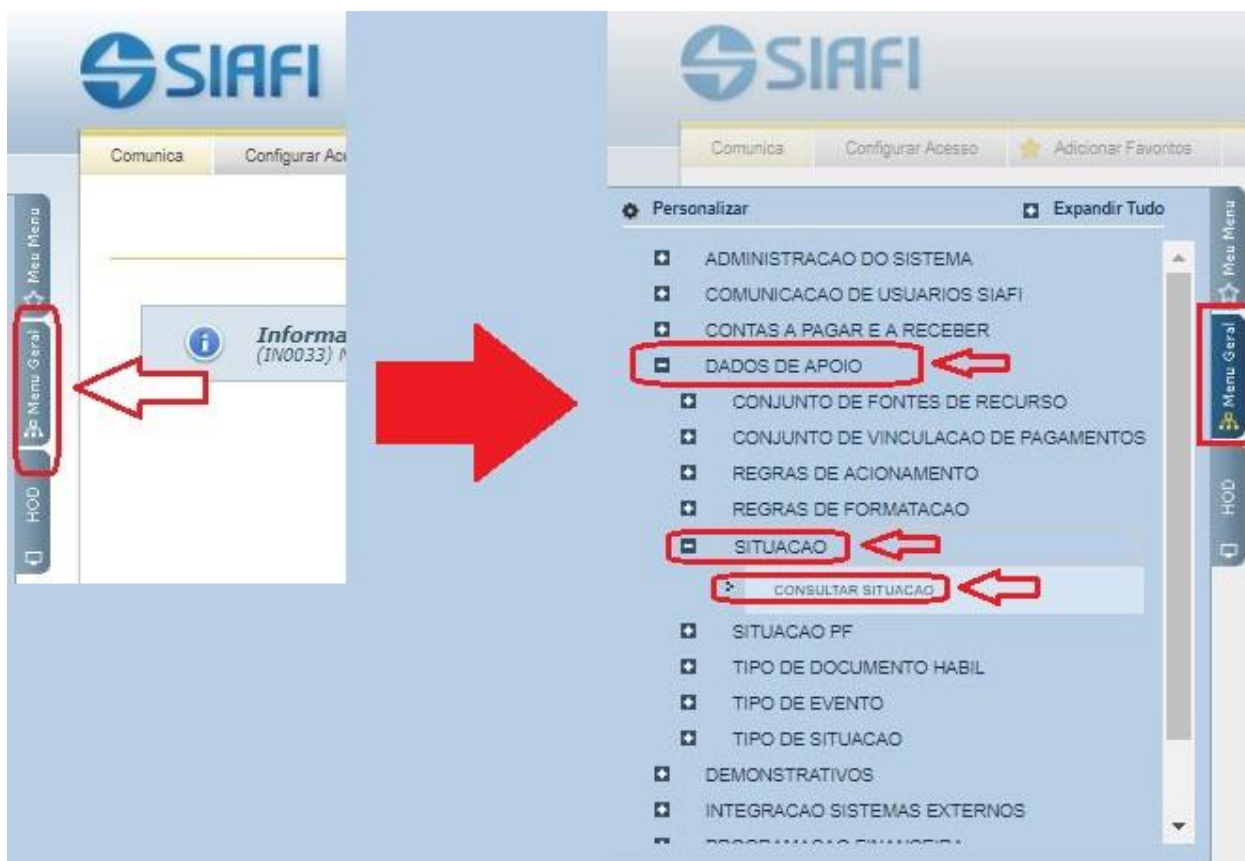 SIAFI
Comunica Configurar Ace
Meu Menu
Menu Geral
HOD
Informa
(IN0033) N
SIAFI
Comunica Configurar Acesso Adicionar Favoritos
Personalizar Expandir Tudo
ADMINISTRACAO DO SISTEMA
COMUNICACAO DE USUARIOS SIAFI
CONTAS A PAGAR E A RECEBER
DADOS DE APOIO
CONJUNTO DE FONTES DE RECURSO
CONJUNTO DE VINCULACAO DE PAGAMENTOS
REGRAS DE ACIONAMENTO
REGRAS DE FORMATACAO
SITUACAO
CONSULTAR SITUACAO
SITUACAO PF
TIPO DE DOCUMENTO HABIL
TIPO DE EVENTO
TIPO DE SITUACAO
DEMONSTRATIVOS
INTEGRACAO SISTEMAS EXTERNOS
PROGRAMACAO FINANCEIRA
Meu Menu
Menu Geral
HOD